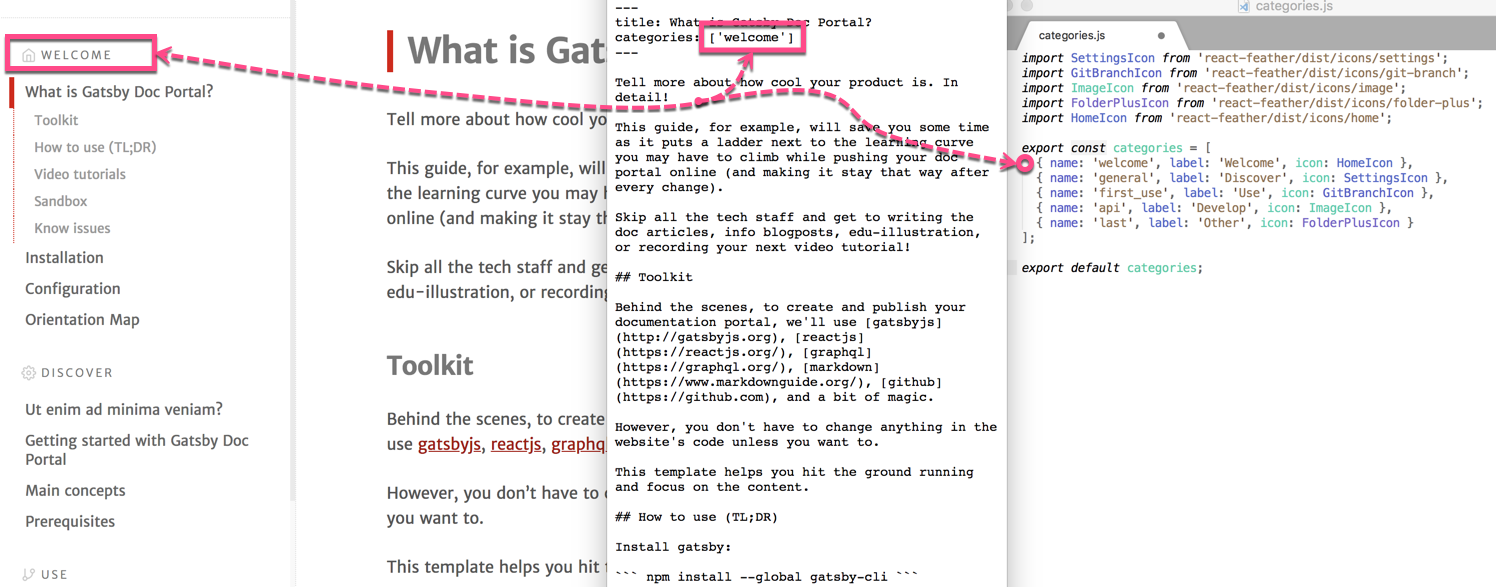 WELCOME
What is Gatsby Doc Portal?
Toolkit
How to use (TL;DR)
Video tutorials
Sandbox
Know issues
Installation
Configuration
Orientation Map
DISCOVER
Ut enim ad minima veniam?
Getting started with Gatsby Doc
Portal
Main concepts
Prerequisites
USE
What is Gats
Tell more about how cool yo
This guide, for example, will
the learning curve you may h
online (and making it stay th
Skip all the tech staff and ge
edu-illustration, or recording
Toolkit
Behind the scenes, to create
use gatsbyjs, reactjs, graphq
However, you don't have to c
you want to.
This template helps you hit t
---
title: What is Gatsby Doc Portal?
categories: ['welcome']
---
Tell more about how cool your product is. In
detail!
This guide, for example, will save you some time
as it puts a ladder next to the learning curve
you may have to climb while pushing your doc
portal online (and making it stay that way after
every change).
Skip all the tech staff and get to writing the
doc articles, info blogposts, edu-illustration,
or recording your next video tutorial!
## Toolkit
Behind the scenes, to create and publish your
documentation portal, we'll use [gatsbyjs]
(http://gatsbyjs.org), [reactjs]
(https://reactjs.org/), [graphql]
(https://graphql.org/), [markdown]
(https://www.markdownguide.org/), [github]
(https://github.com), and a bit of magic.
However, you don't have to change anything in the
website's code unless you want to.
This template helps you hit the ground running
and focus on the content.
## How to use (TL;DR)
Install gatsby:
``` npm install --global gatsby-cli ```
categories.js
categories.js
import SettingsIcon from 'react-feather/dist/icons/settings';
import GitBranchIcon from 'react-feather/dist/icons/git-branch';
import ImageIcon from 'react-feather/dist/icons/image';
import FolderPlusIcon from 'react-feather/dist/icons/folder-plus';
import HomeIcon from 'react-feather/dist/icons/home';
export const categories = [
{ name: 'welcome', label: 'Welcome', icon: HomeIcon },
{ name: 'general', label: 'Discover', icon: SettingsIcon },
{ name: 'first_use', label: 'Use', icon: GitBranchIcon },
{ name: 'api', label: 'Develop', icon: ImageIcon },
{ name: 'last', label: 'Other', icon: FolderPlusIcon }
];
export default categories;